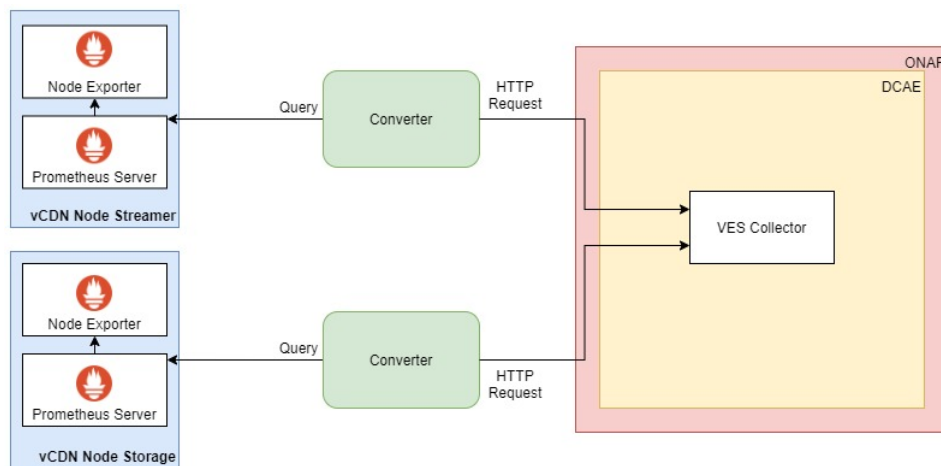 Node Exporter
Prometheus Server
vCDN Node Streamer
Query
Converter
HTTP
Request
ONAP
DCAE
VES Collector
Node Exporter
Prometheus Server
vCDN Node Storage
Query
Converter
HTTP
Request